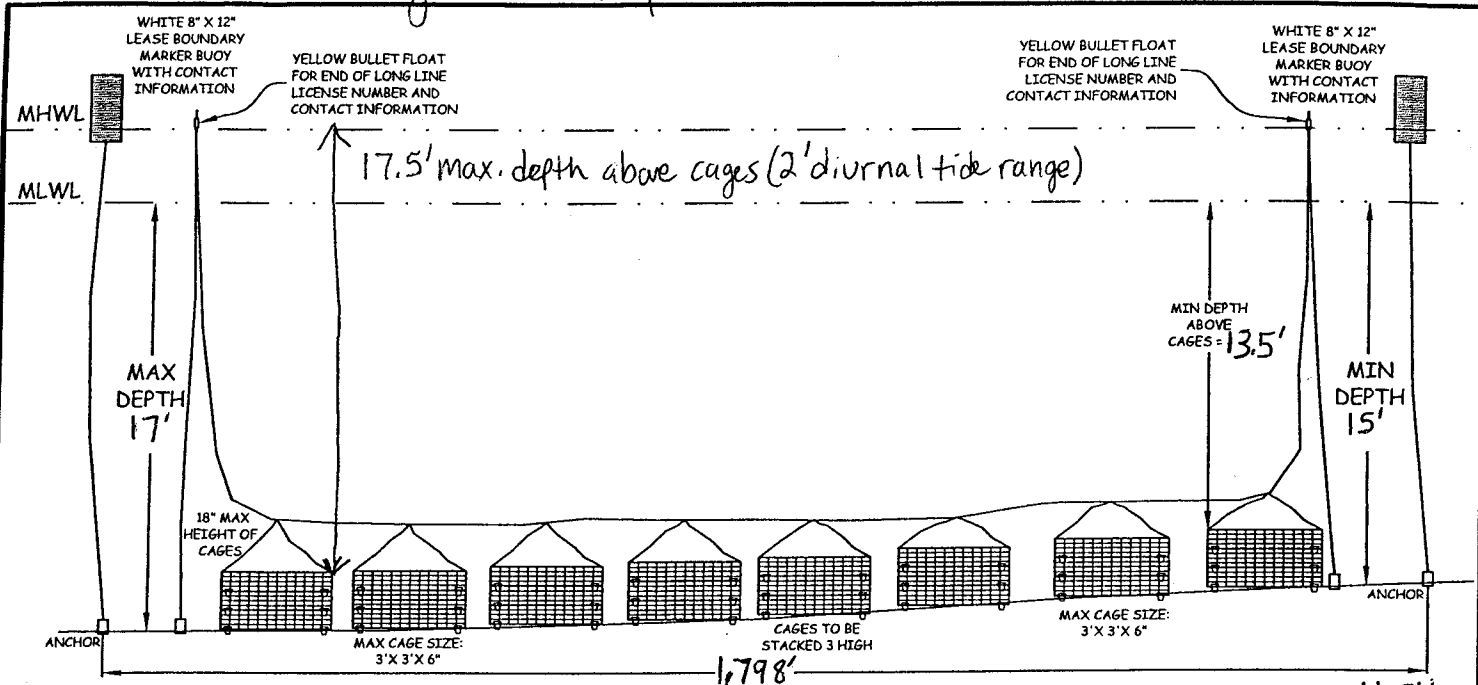 WHITE 8" X 12"
LEASE BOUNDARY
MARKER BUOY
WITH CONTACT
INFORMATION
YELLOW BULLET FLOAT
FOR END OF LONG LINE
LICENSE NUMBER AND
CONTACT INFORMATION
YELLOW BULLET FLOAT
FOR END OF LONG LINE
LICENSE NUMBER AND
CONTACT INFORMATION
WHITE 8" X 12"
LEASE BOUNDARY
MARKER BUOY
WITH CONTACT
INFORMATION
MHWL
17.5' max. depth above cages (2' diurnal tide range)
MLWL
MAX
DEPTH
17'
MIN DEPTH
ABOVE
CAGES = 13.5'
MIN
DEPTH
15'
18" MAX
HEIGHT OF
CAGES
ANCHOR
MAX CAGE SIZE:
3'X 3'X 6"
CAGES TO BE
STACKED 3 HIGH
MAX CAGE SIZE:
3'X 3'X 6"
ANCHOR
1,798'